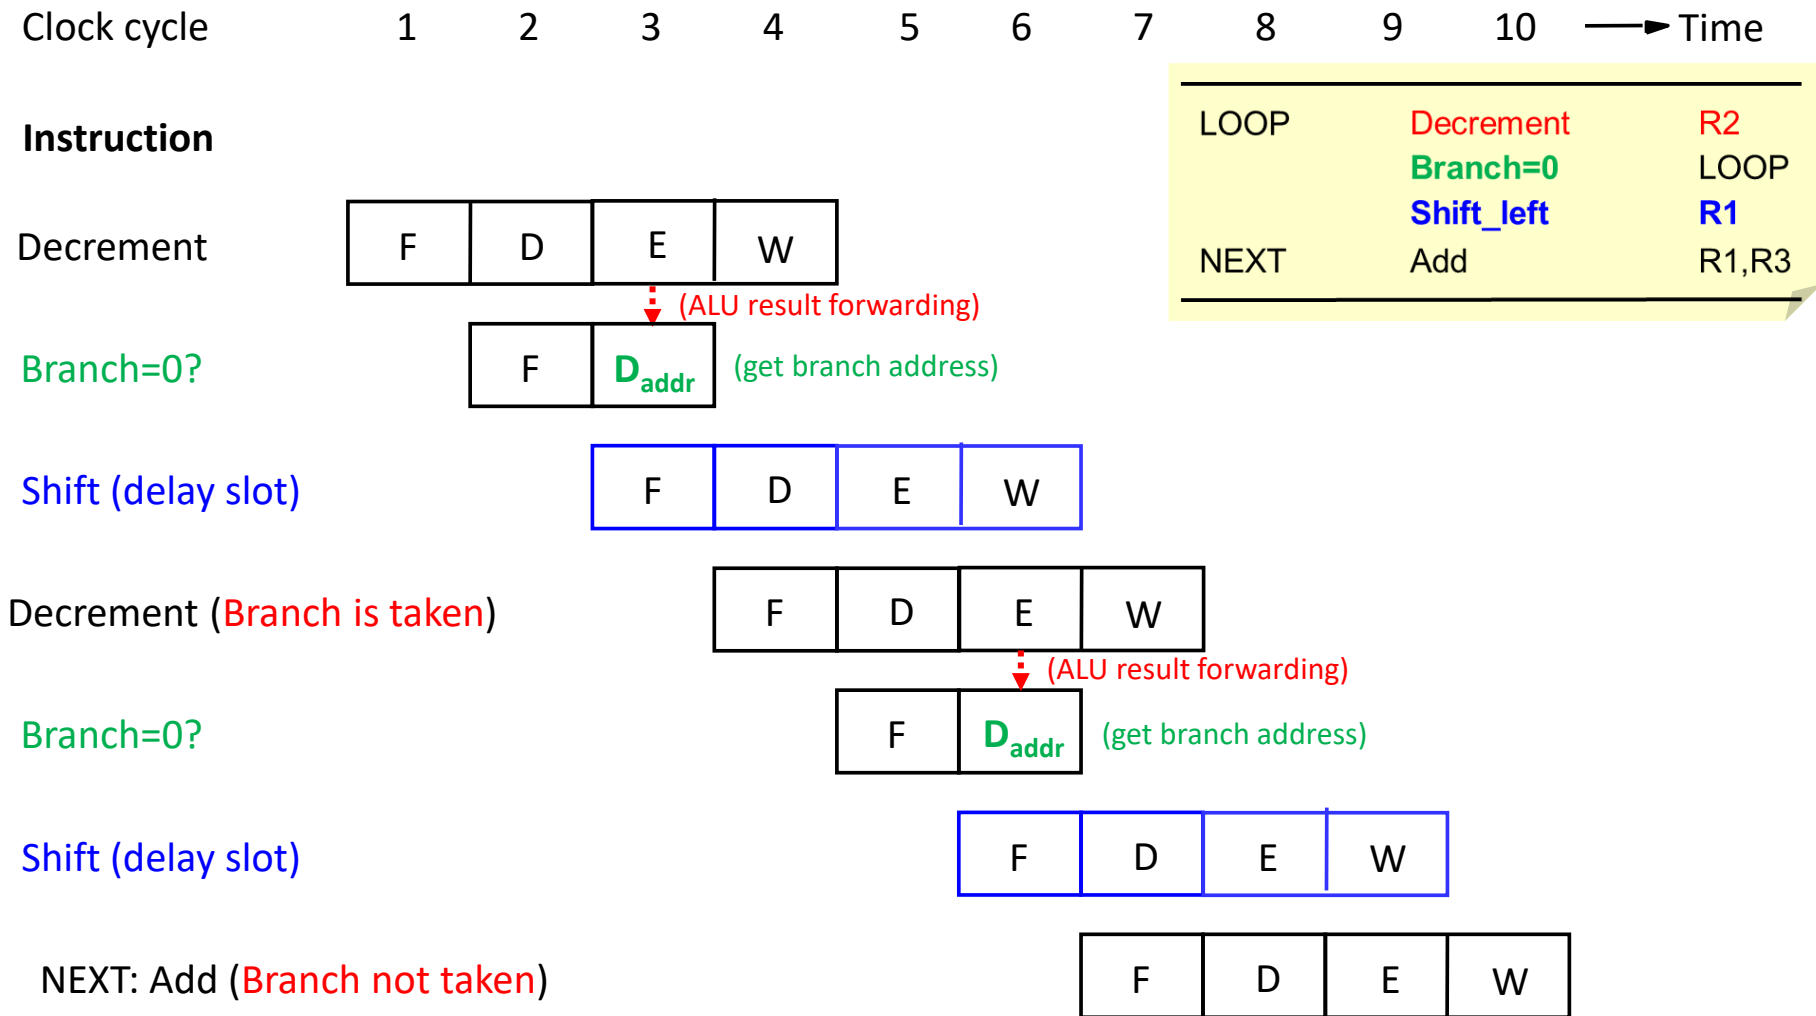 Clock cycle 1 2 3 4 5 6 7 8 9 10 Time
LOOP Decrement R2
Instruction
Branch=0 LOOP
Shift_left R1
Decrement F D E W
NEXT Add R1,R3
(ALU result forwarding)
Branch=0? F Daddr (get branch address)
Shift (delay slot) F D E W
Decrement (Branch is taken) F D E W
(ALU result forwarding)
Branch=0? F Daddr (get branch address)
Shift (delay slot) F D E W
NEXT: Add (Branch not taken) F D E W